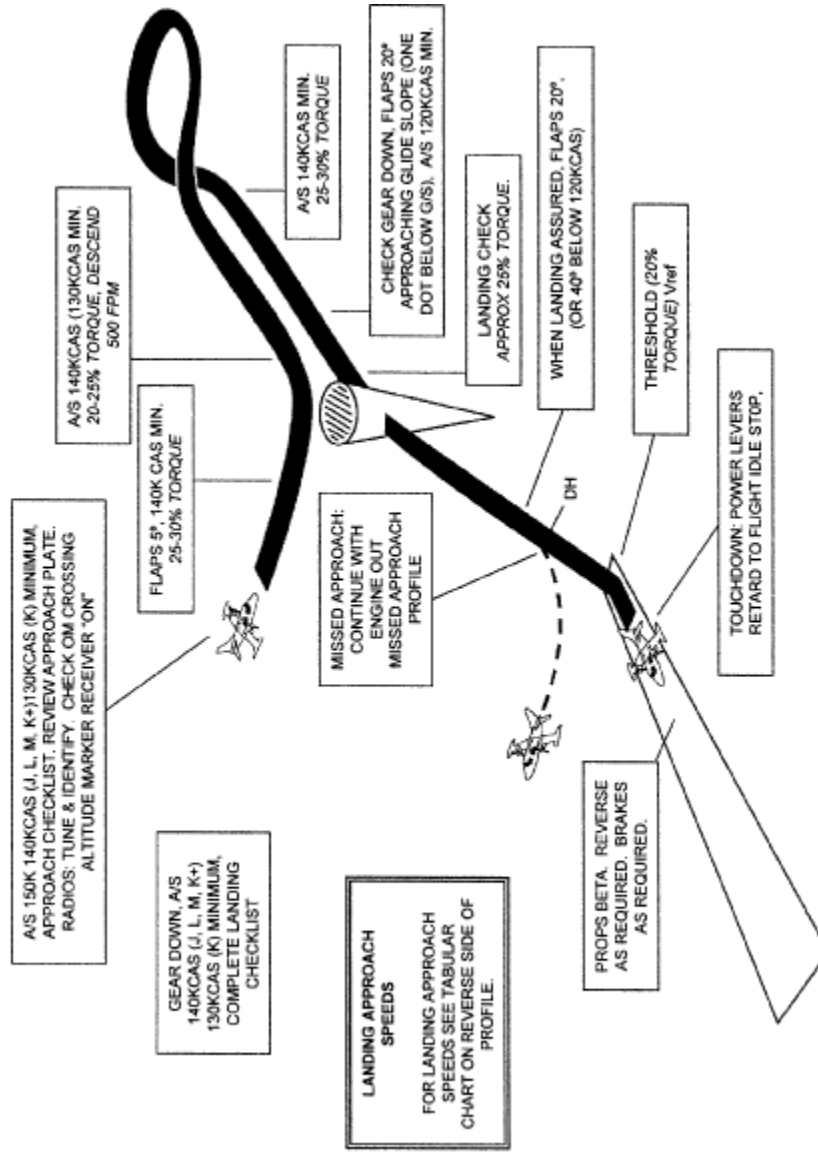 A/S 150K 140KCAS (J, L, M, K+)130KCAS (K) MINIMUM,
APPROACH CHECKLIST. REVIEW APPROACH PLATE.
RADIOS: TUNE & IDENTIFY. CHECK OM CROSSING
ALTITUDE MARKER RECEIVER "ON"
FLAPS 5°, 140K CAS MIN.
25-30% TORQUE
A/S 140KCAS (130KCAS MIN.
20-25% TORQUE, DESCEND
500 FPM
A/S 140KCAS MIN.
25-30% TORQUE
GEAR DOWN, A/S
140KCAS (J, L, M, K+)
130KCAS (K) MINIMUM,
COMPLETE LANDING
CHECKLIST
CHECK GEAR DOWN, FLAPS 20°
APPROACHING GLIDE SLOPE (ONE
DOT BELOW G/S). A/S 120KCAS MIN.
LANDING CHECK
APPROX 25% TORQUE.
MISSED APPROACH:
CONTINUE WITH
ENGINE OUT
MISSED APPROACH
PROFILE
DH
WHEN LANDING ASSURED, FLAPS 20°,
(OR 40° BELOW 120KCAS)
LANDING APPROACH
SPEEDS
FOR LANDING APPROACH
SPEEDS SEE TABULAR
CHART ON REVERSE SIDE OF
PROFILE.
THRESHOLD (20%
TORQUE) Vref
PROPS BETA. REVERSE
AS REQUIRED. BRAKES
AS REQUIRED.
TOUCHDOWN: POWER LEVERS
RETARD TO FLIGHT IDLE STOP,